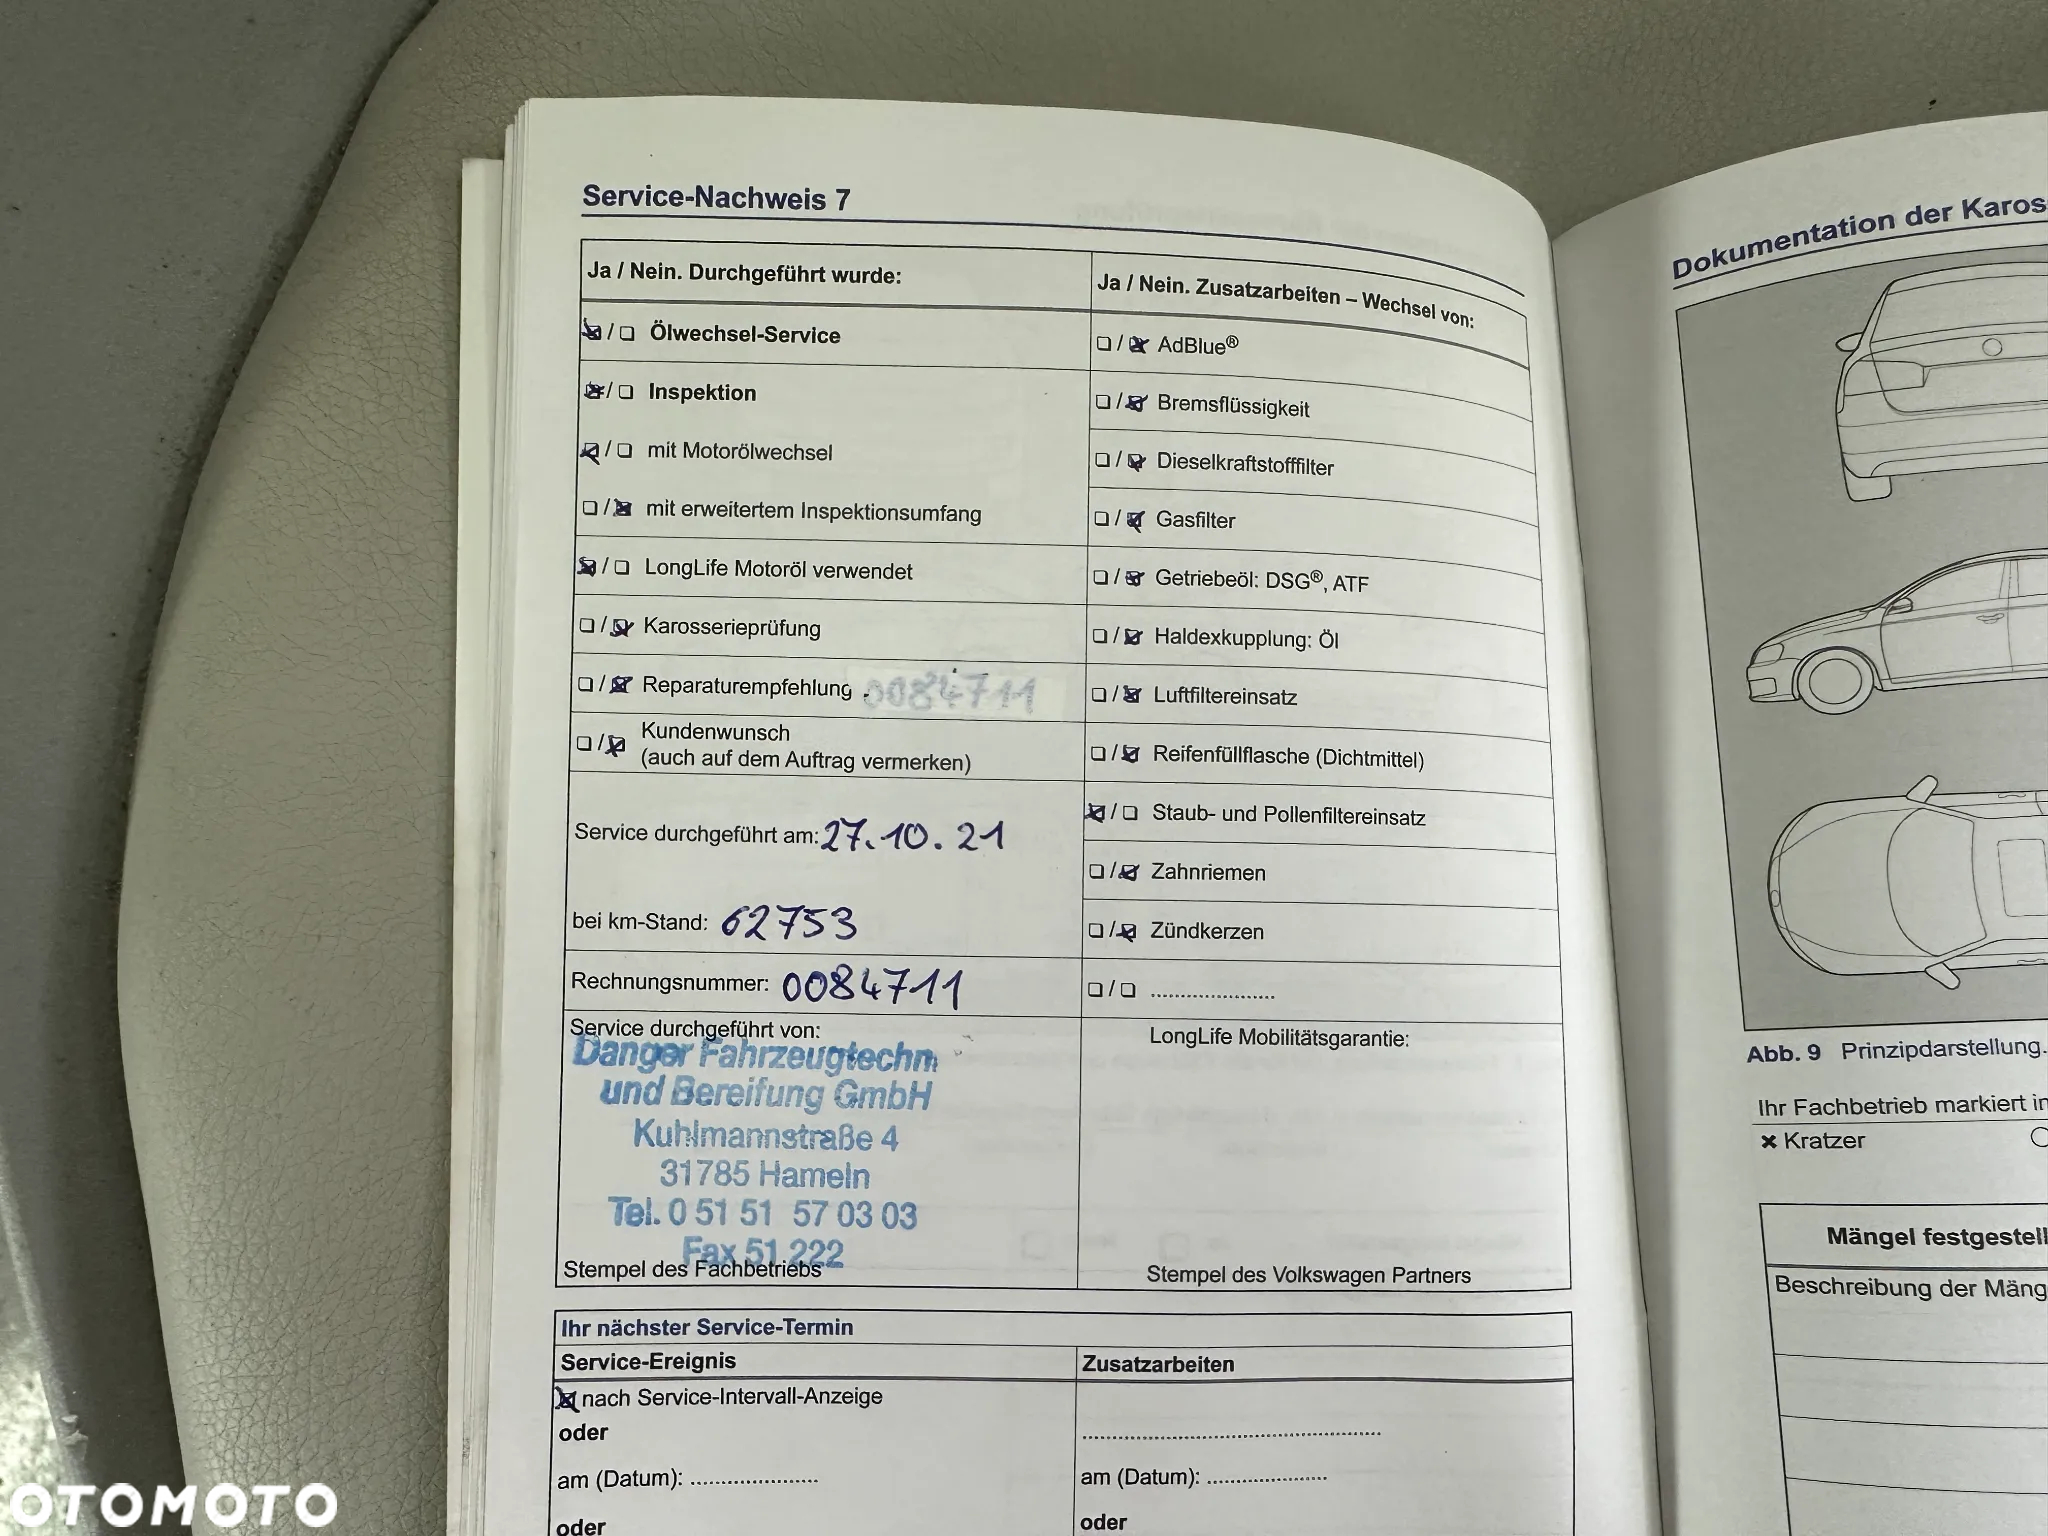 Service-Nachweis 7
Ja / Nein. Durchgeführt wurde:
Ölwechsel-Service
Inspektion
mit Motorölwechsel
mit erweitertem Inspektionsumfang
LongLife Motoröl verwendet
Karosserieprüfung
Reparaturempfehlung 0084711
Kundenwunsch
(auch auf dem Auftrag vermerken)
Service durchgeführt am: 27.10.21
bei km-Stand: 62753
Rechnungsnummer: 0084711
Service durchgeführt von:
Danger Fahrzeugtechn
und Bereifung GmbH
Kuhlmannstraße 4
31785 Hameln
Tel. 0 51 51 57 03 03
Fax 51 222
Stempel des Fachbetriebs
Ja / Nein. Zusatzarbeiten – Wechsel von:
AdBlue®
Bremsflüssigkeit
Dieselkraftstofffilter
Gasfilter
Getriebeöl: DSG®, ATF
Haldexkupplung: Öl
Luftfiltereinsatz
Reifenfüllflasche (Dichtmittel)
Staub- und Pollenfiltereinsatz
Zahnriemen
Zündkerzen
LongLife Mobilitätsgarantie:
Stempel des Volkswagen Partners
Ihr nächster Service-Termin
Service-Ereignis
nach Service-Intervall-Anzeige
oder
am (Datum):
oder
Zusatzarbeiten
am (Datum):
oder
Dokumentation der Karos
Abb. 9 Prinzipdarstellung.
Ihr Fachbetrieb markiert in
Kratzer
Mängel festgestell
Beschreibung der Mäng
OTOMOTO